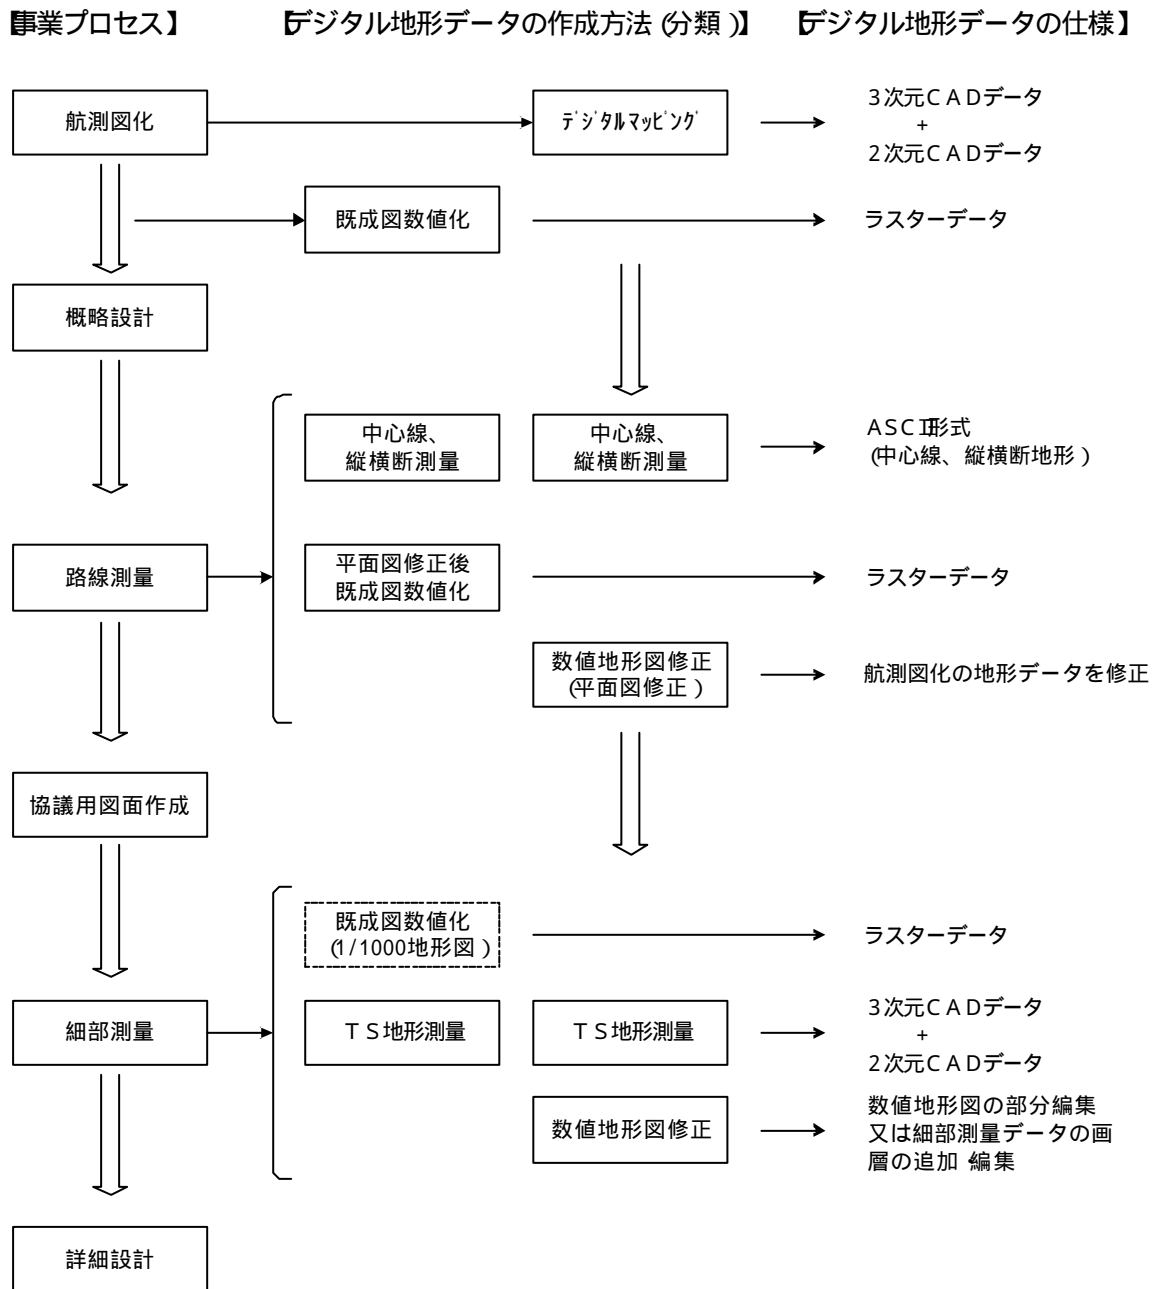 【事業プロセス】
【デジタル地形データの作成方法(分類)】
【デジタル地形データの仕様】
航測図化
ﾃﾞｼﾞﾀﾙﾏｯﾋﾟﾝｸﾞ
3次元CADデータ
+
2次元CADデータ
既成図数値化
ラスターデータ
概略設計
中心線、
縦横断測量
中心線、
縦横断測量
ASCII形式
(中心線、縦横断地形)
路線測量
平面図修正後
既成図数値化
ラスターデータ
数値地形図修正
(平面図修正)
航測図化の地形データを修正
協議用図面作成
既成図数値化
(1/1000地形図)
ラスターデータ
細部測量
TS地形測量
TS地形測量
3次元CADデータ
+
2次元CADデータ
数値地形図修正
数値地形図の部分編集
又は細部測量データの画
層の追加・編集
詳細設計